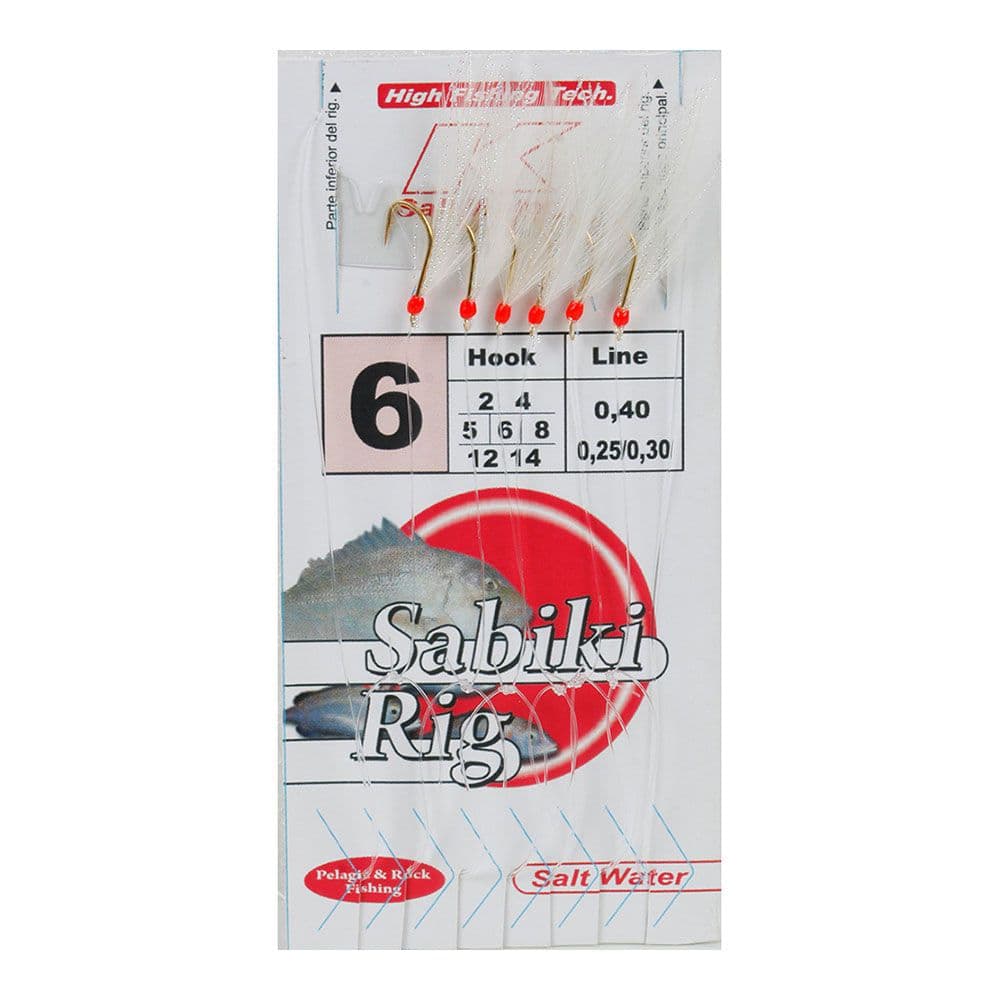 High Fishing Tech.
Parte inferior del rig.
6
Hook
Line
2 4
5 6 8
12 14
0,40
0,25/0,30
Sabiki
Rig
Pelagic & Rock
Fishing
Salt Water